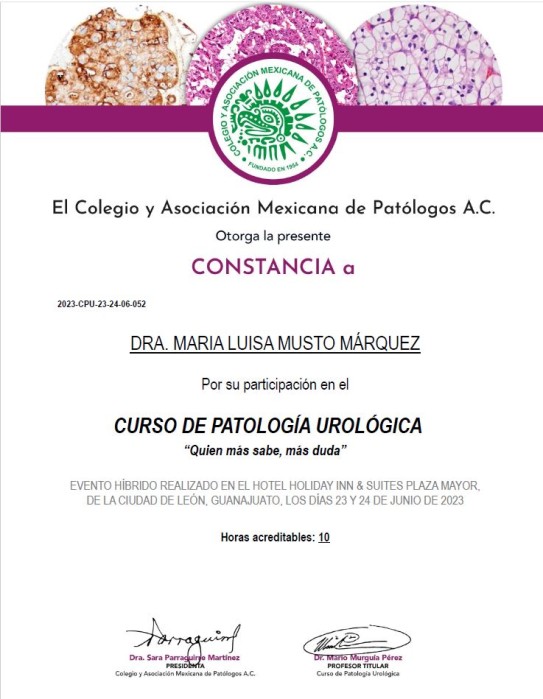 COLEGIO Y ASOCIACIÓN MEXICANA DE PATÓLOGOS A.C.
FUNDADO EN 1954
El Colegio y Asociación Mexicana de Patólogos A.C.
Otorga la presente
CONSTANCIA a
2023-CPU-23-24-06-052
DRA. MARIA LUISA MUSTO MÁRQUEZ
Por su participación en el
CURSO DE PATOLOGÍA UROLÓGICA
“Quien más sabe, más duda”
EVENTO HÍBRIDO REALIZADO EN EL HOTEL HOLIDAY INN & SUITES PLAZA MAYOR,
DE LA CIUDAD DE LEÓN, GUANAJUATO, LOS DÍAS 23 Y 24 DE JUNIO DE 2023
Horas acreditables: 10
Dra. Sara Parraguirre Martínez
PRESIDENTA
Colegio y Asociación Mexicana de Patólogos A.C.
Dr. Mario Murguía Pérez
PROFESOR TITULAR
Curso de Patología Urológica